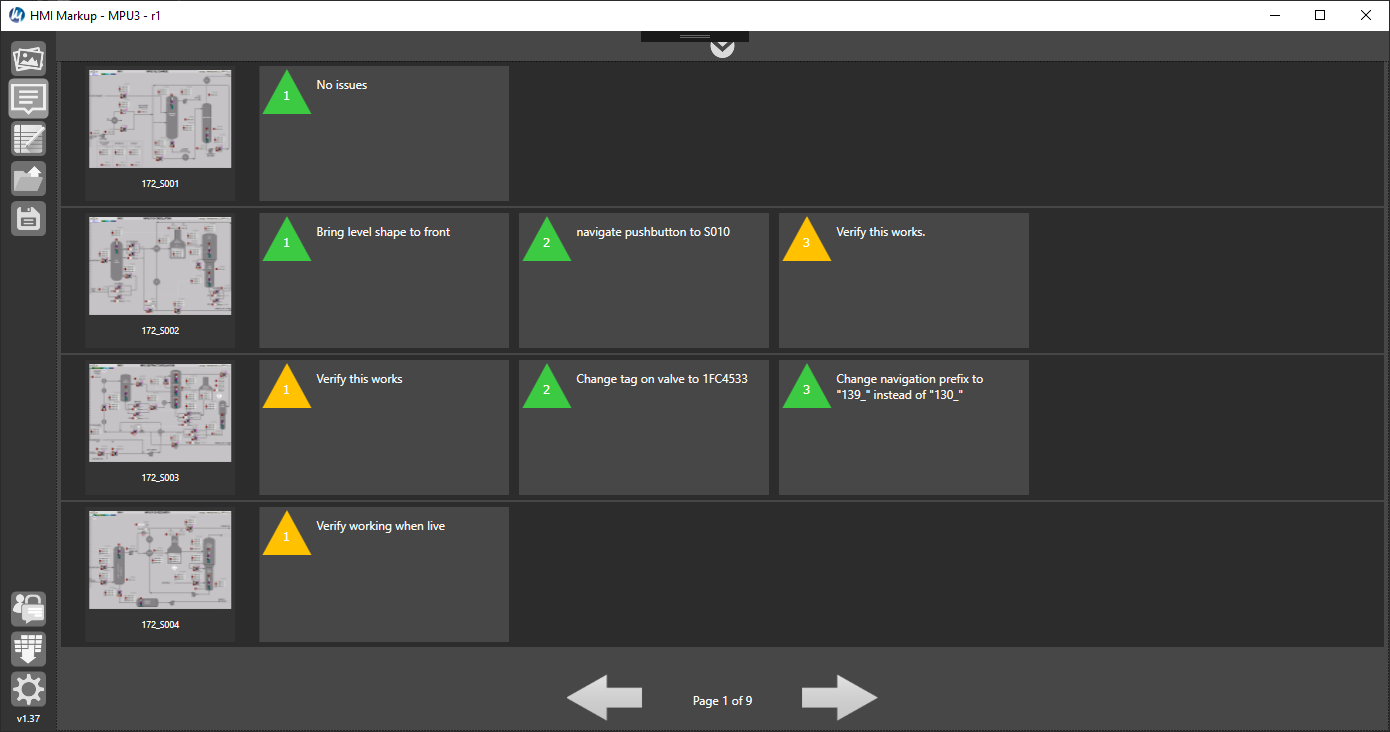 HMI Markup - MPU3 - r1
1
No issues
172_S001
1
Bring level shape to front
2
navigate pushbutton to S010
3
Verify this works.
172_S002
1
Verify this works
2
Change tag on valve to 1FC4533
3
Change navigation prefix to
"139_" instead of "130_"
172_S003
1
Verify working when live
172_S004
Page 1 of 9
v1.37